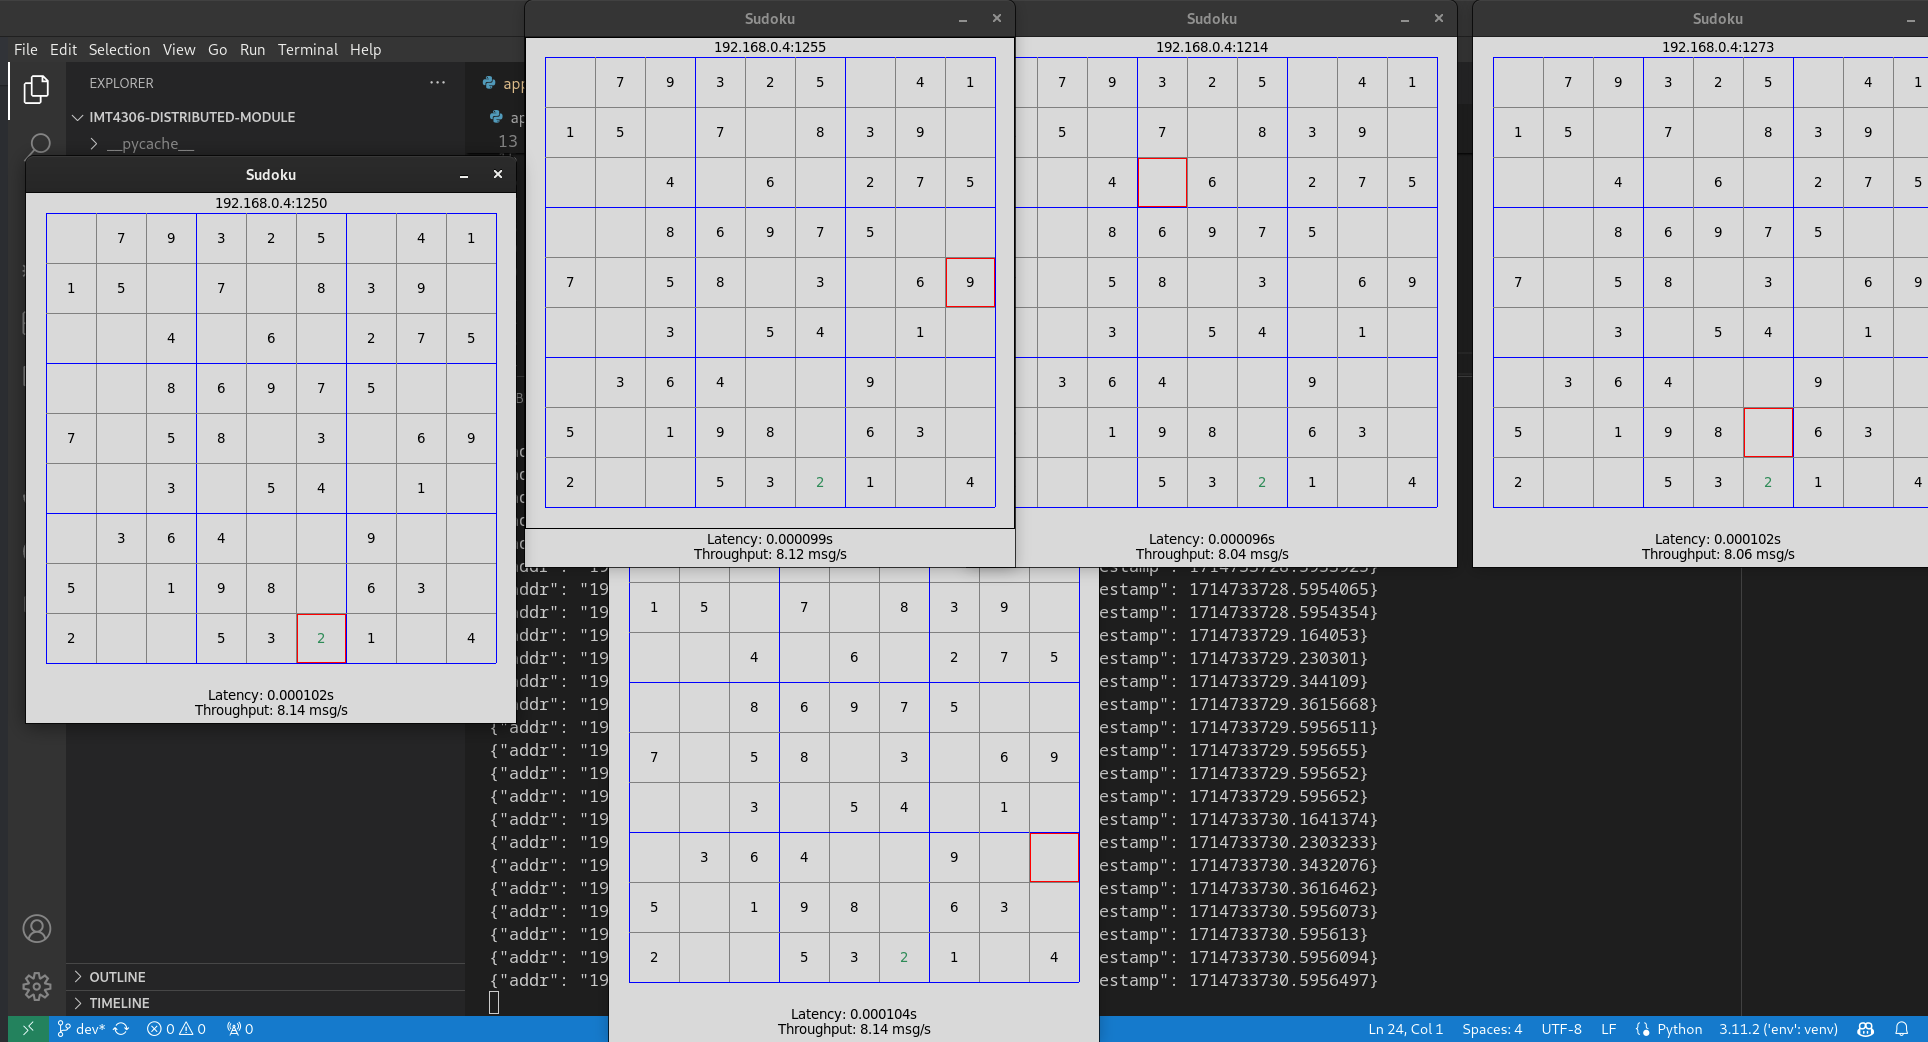 File Edit Selection View Go Run Terminal Help
EXPLORER ...
IMT4306-DISTRIBUTED-MODULE
__pycache__
app
13
Sudoku
192.168.0.4:1250
7 9 3 2 5 4 1
1 5 7 8 3 9
4 6 2 7 5
8 6 9 7 5
7 5 8 3 6 9
3 5 4 1
3 6 4 9
5 1 9 8 6 3
2 5 3 2 1 4
Latency: 0.000102s
Throughput: 8.14 msg/s
Sudoku
192.168.0.4:1255
7 9 3 2 5 4 1
1 5 7 8 3 9
4 6 2 7 5
8 6 9 7 5
7 5 8 3 6 9
3 5 4 1
3 6 4 9
5 1 9 8 6 3
2 5 3 2 1 4
Latency: 0.000099s
Throughput: 8.12 msg/s
Sudoku
192.168.0.4:1214
7 9 3 2 5 4 1
5 7 8 3 9
4 6 2 7 5
8 6 9 7 5
5 8 3 6 9
3 5 4 1
3 6 4 9
1 9 8 6 3
5 3 2 1 4
Latency: 0.000096s
Throughput: 8.04 msg/s
Sudoku
192.168.0.4:1273
7 9 3 2 5 4 1
1 5 7 8 3 9
4 6 2 7 5
8 6 9 7 5
7 5 8 3 6 9
3 5 4 1
3 6 4 9
5 1 9 8 6 3
2 5 3 2 1 4
Latency: 0.000102s
Throughput: 8.06 msg/s
1 5 7 8 3 9
4 6 2 7 5
8 6 9 7 5
7 5 8 3 6 9
3 5 4 1
3 6 4 9
5 1 9 8 6 3
2 5 3 2 1 4
Latency: 0.000104s
Throughput: 8.14 msg/s
addr": "19 estamp": 1714733728.5954065}
addr": "19 estamp": 1714733728.5954354}
addr": "19 estamp": 1714733729.164053}
addr": "19 estamp": 1714733729.230301}
addr": "19 estamp": 1714733729.344109}
addr": "19 estamp": 1714733729.3615668}
{"addr": "19 estamp": 1714733729.5956511}
{"addr": "19 estamp": 1714733729.595655}
{"addr": "19 estamp": 1714733729.595652}
{"addr": "19 estamp": 1714733729.595652}
{"addr": "19 estamp": 1714733730.1641374}
{"addr": "19 estamp": 1714733730.2303233}
{"addr": "19 estamp": 1714733730.3432076}
{"addr": "19 estamp": 1714733730.3616462}
{"addr": "19 estamp": 1714733730.5956073}
{"addr": "19 estamp": 1714733730.595613}
{"addr": "19 estamp": 1714733730.5956094}
{"addr": "19 estamp": 1714733730.5956497}
OUTLINE
TIMELINE
dev* 0 0 0 Ln 24, Col 1 Spaces: 4 UTF-8 LF Python 3.11.2 ('env': venv)